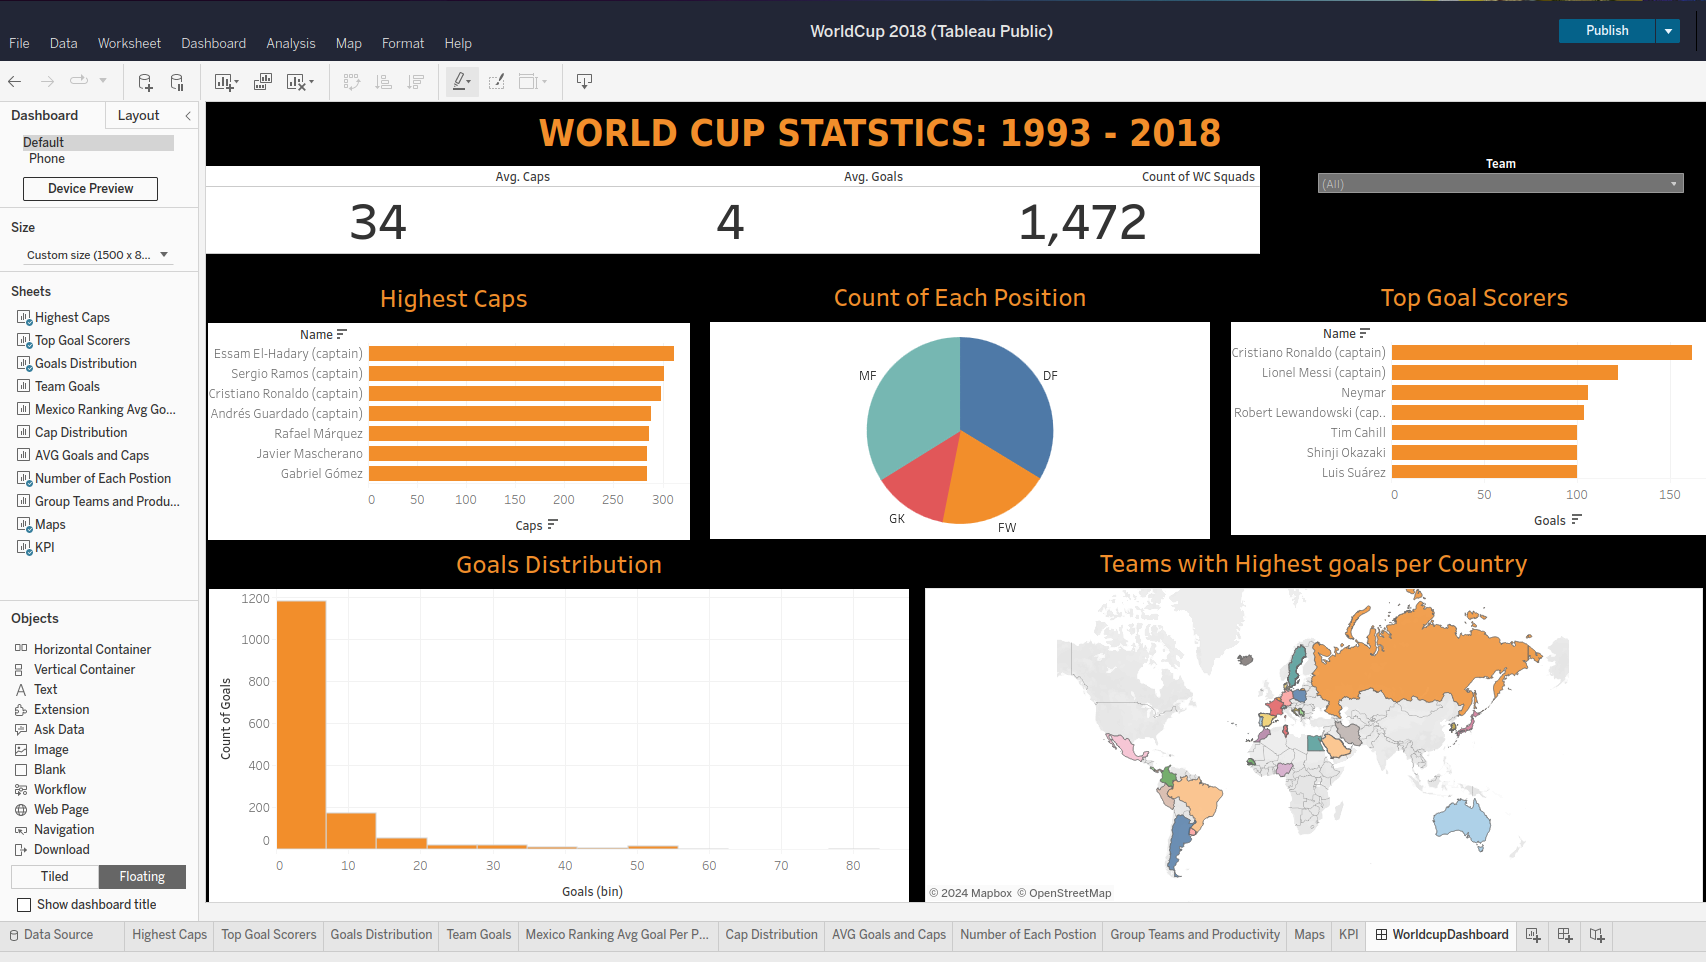 WorldCup 2018 (Tableau Public)
Publish
File Data Worksheet Dashboard Analysis Map Format Help
Dashboard Layout
Default
Phone
Device Preview
Size
Custom size (1500 x 8...
Sheets
Highest Caps
Top Goal Scorers
Goals Distribution
Team Goals
Mexico Ranking Avg Go...
Cap Distribution
AVG Goals and Caps
Number of Each Postion
Group Teams and Produ...
Maps
KPI
Objects
Horizontal Container
Vertical Container
Text
Extension
Ask Data
Image
Blank
Workflow
Web Page
Navigation
Download
Tiled Floating
Show dashboard title
WORLD CUP STATSTICS: 1993 - 2018
Team
(All)
Avg. Caps Avg. Goals Count of WC Squads
34 4 1,472
Highest Caps
Name
Essam El-Hadary (captain)
Sergio Ramos (captain)
Cristiano Ronaldo (captain)
Andrés Guardado (captain)
Rafael Márquez
Javier Mascherano
Gabriel Gómez
0 50 100 150 200 250 300
Caps
Count of Each Position
MF
DF
GK
FW
Top Goal Scorers
Name
Cristiano Ronaldo (captain)
Lionel Messi (captain)
Neymar
Robert Lewandowski (cap..
Tim Cahill
Shinji Okazaki
Luis Suárez
0 50 100 150
Goals
Goals Distribution
Count of Goals
1200
1000
800
600
400
200
0
0 10 20 30 40 50 60 70 80
Goals (bin)
Teams with Highest goals per Country
© 2024 Mapbox © OpenStreetMap
Data Source Highest Caps Top Goal Scorers Goals Distribution Team Goals Mexico Ranking Avg Goal Per P... Cap Distribution AVG Goals and Caps Number of Each Postion Group Teams and Productivity Maps KPI WorldcupDashboard